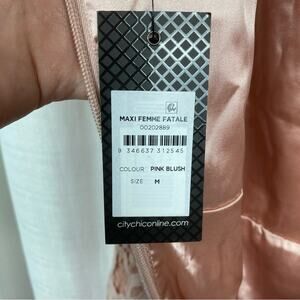 MAXI FEMME FATALE
00202889
9 346637 312545
COLOUR PINK BLUSH
SIZE M
citychiconline.com